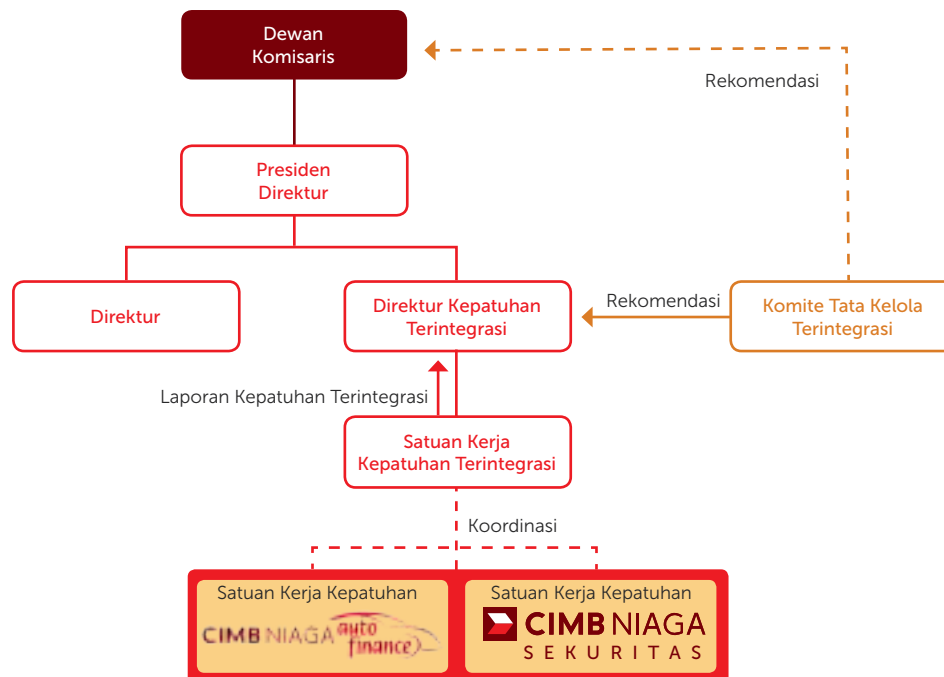 Dewan
Komisaris
Rekomendasi
Presiden
Direktur
Direktur
Direktur Kepatuhan
Terintegrasi
Rekomendasi
Komite Tata Kelola
Terintegrasi
Laporan Kepatuhan Terintegrasi
Satuan Kerja
Kepatuhan Terintegrasi
Koordinasi
Satuan Kerja Kepatuhan
CIMB NIAGA auto
finance
Satuan Kerja Kepatuhan
CIMB NIAGA
SEKURITAS